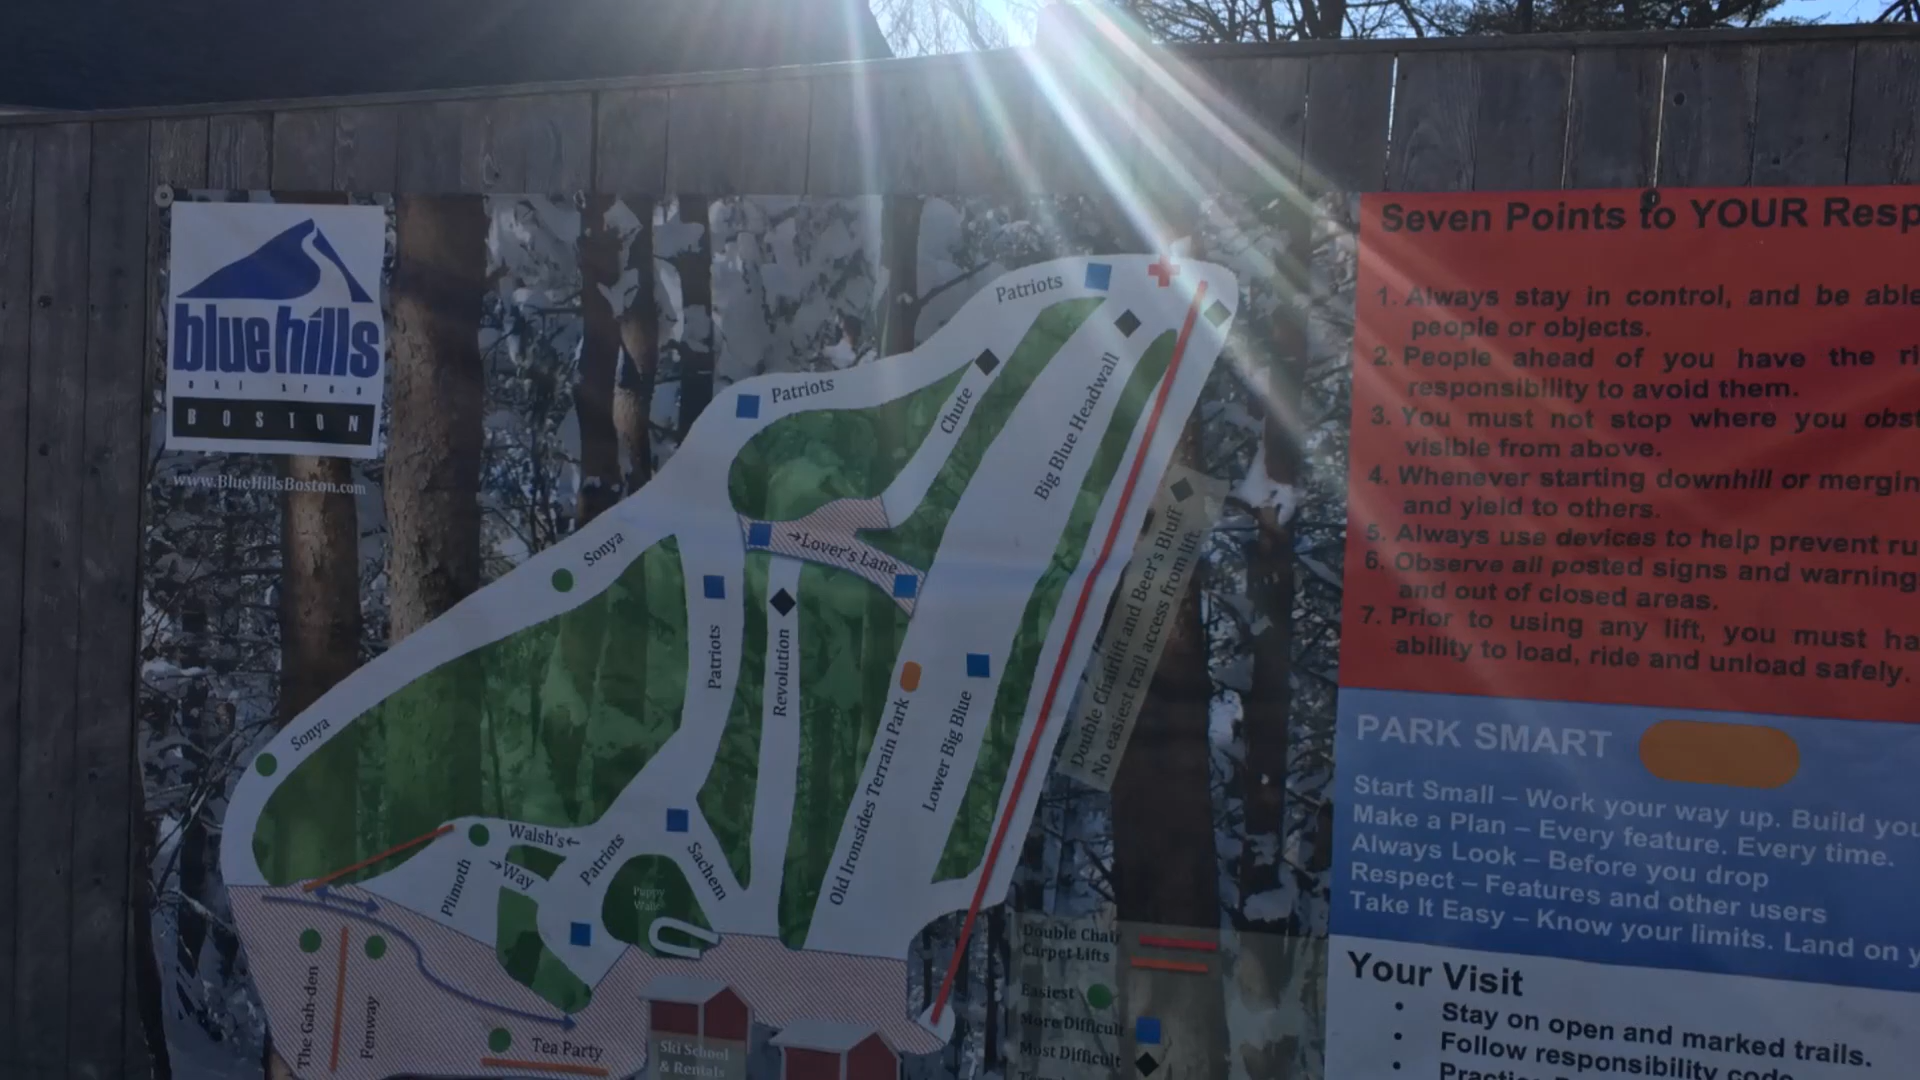 blue hills
ski area
BOSTON
www.BlueHillsBoston.com
Patriots
Patriots
Chute
Big Blue Headwall
Sonya
→Lover's Lane
Double Chairlift and Beer's Bluff
No easiest trail access from lift
Patriots
Revolution
Sonya
Old Ironsides Terrain Park
Lower Big Blue
Walsh's←
→Way
Patriots
Sachem
Plimoth
Puppy
The Gah-den
Fenway
Tea Party
Ski School
& Rentals
Double Chair
Carpet Lifts
Easiest
More Difficult
Most Difficult
Seven Points to YOUR Resp
1. Always stay in control, and be able
people or objects.
2. People ahead of you have the ri
responsibility to avoid them.
3. You must not stop where you obst
visible from above.
4. Whenever starting downhill or mergin
and yield to others.
5. Always use devices to help prevent ru
6. Observe all posted signs and warning
and out of closed areas.
7. Prior to using any lift, you must ha
ability to load, ride and unload safely.
PARK SMART
Start Small – Work your way up. Build you
Make a Plan – Every feature. Every time.
Always Look – Before you drop
Respect – Features and other users
Take It Easy – Know your limits. Land on y
Your Visit
• Stay on open and marked trails.
• Follow responsibility code